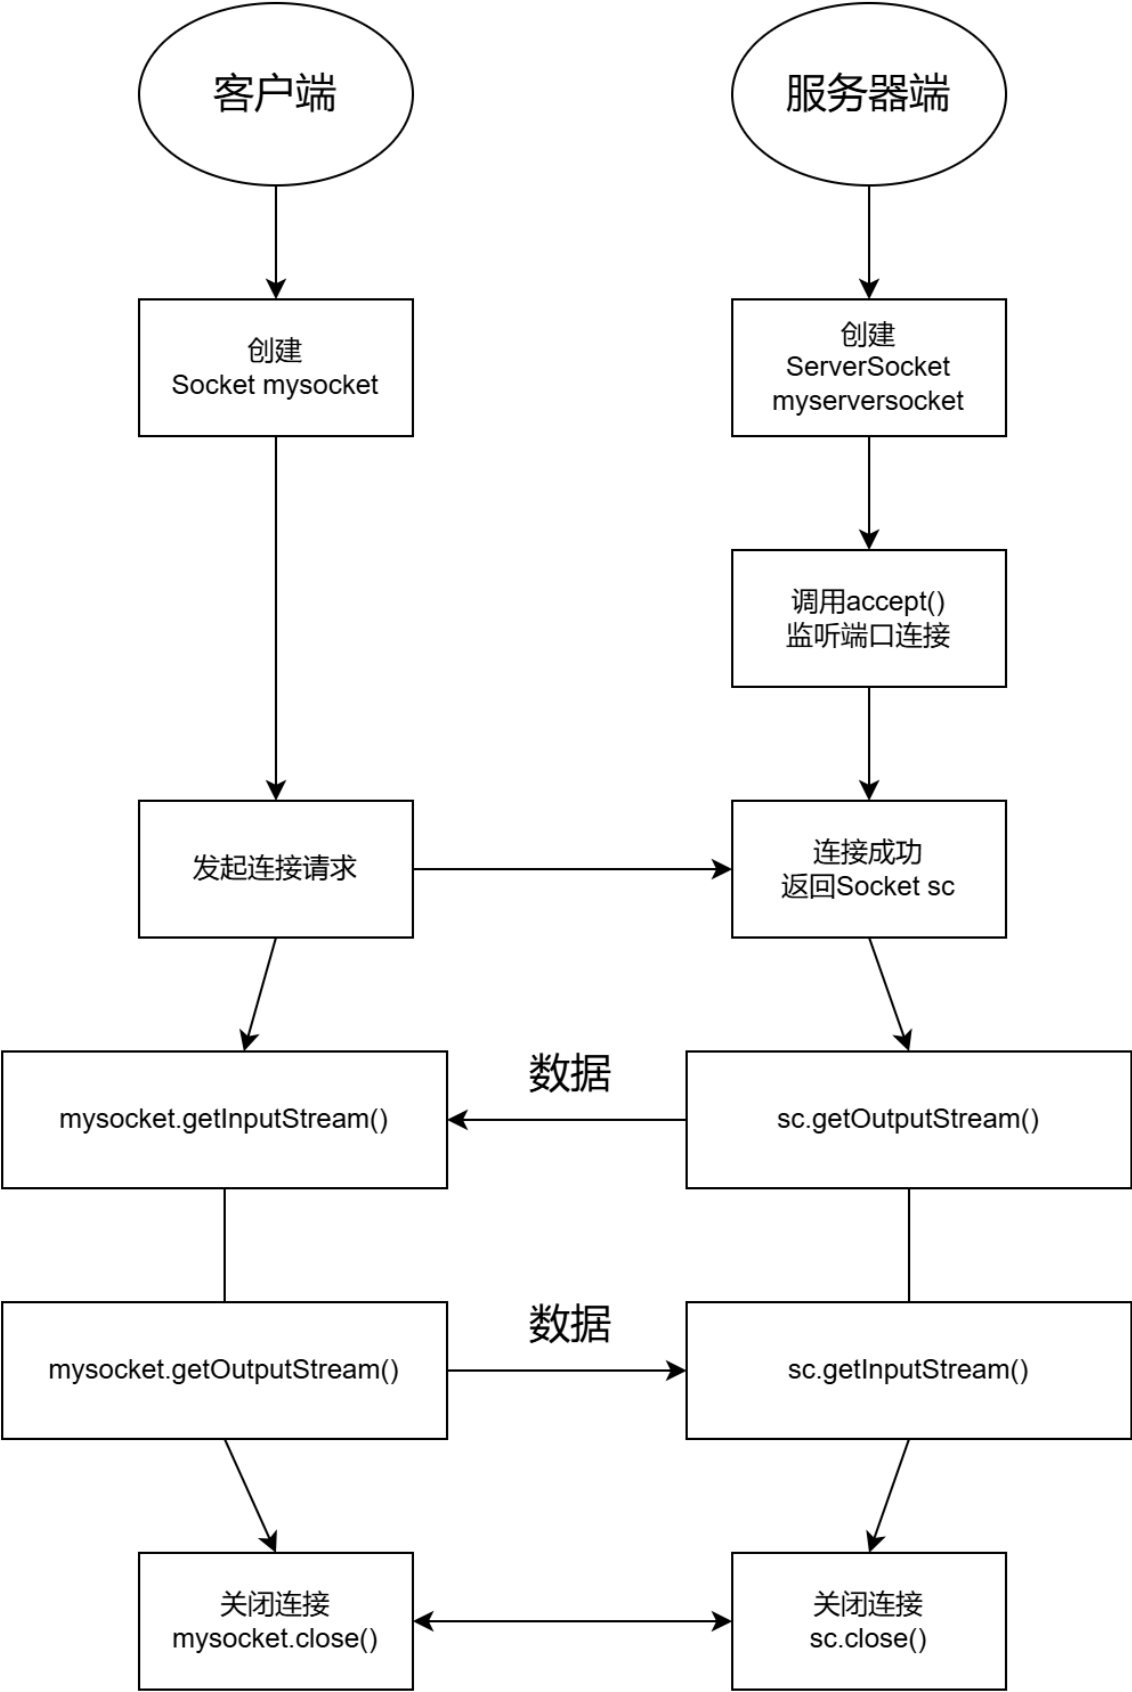 客户端
服务器端
创建
Socket mysocket
创建
ServerSocket
myserversocket
调用accept()
监听端口连接
发起连接请求
连接成功
返回Socket sc
mysocket.getInputStream()
数据
sc.getOutputStream()
mysocket.getOutputStream()
数据
sc.getInputStream()
关闭连接
mysocket.close()
关闭连接
sc.close()